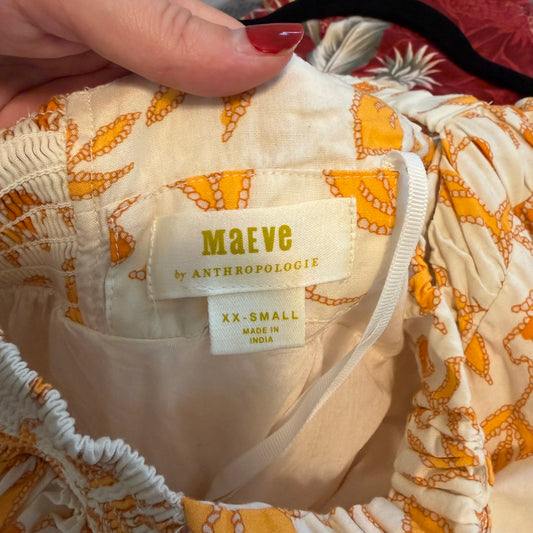 MaEve
by ANTHROPOLOGIE
XX-SMALL
MADE IN
INDIA